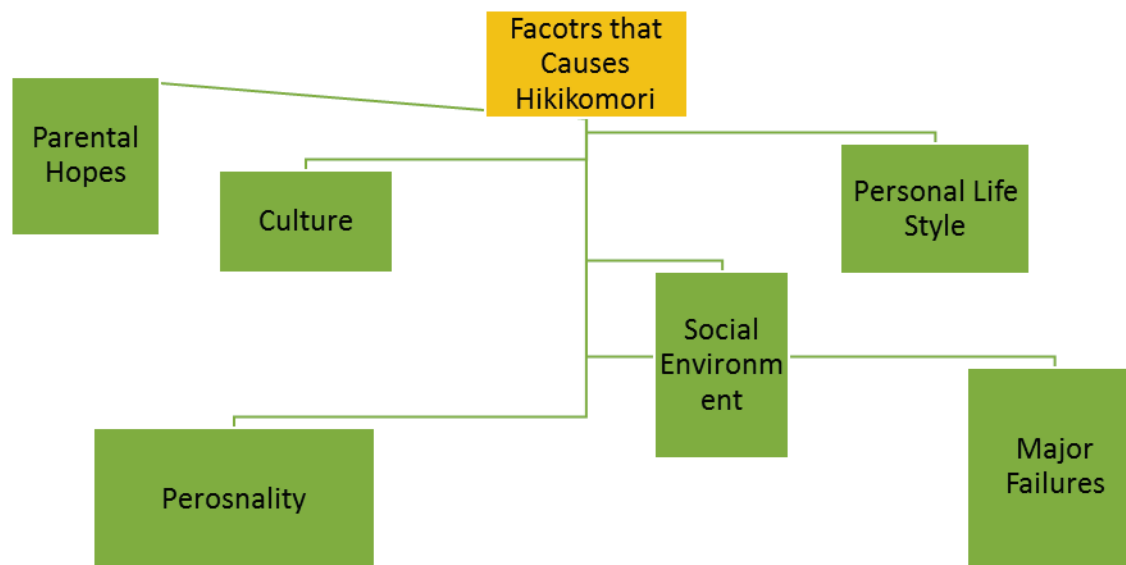 Facotrs that
Causes
Hikikomori
Parental
Hopes
Culture
Personal Life
Style
Social
Environm
ent
Major
Failures
Perosnality